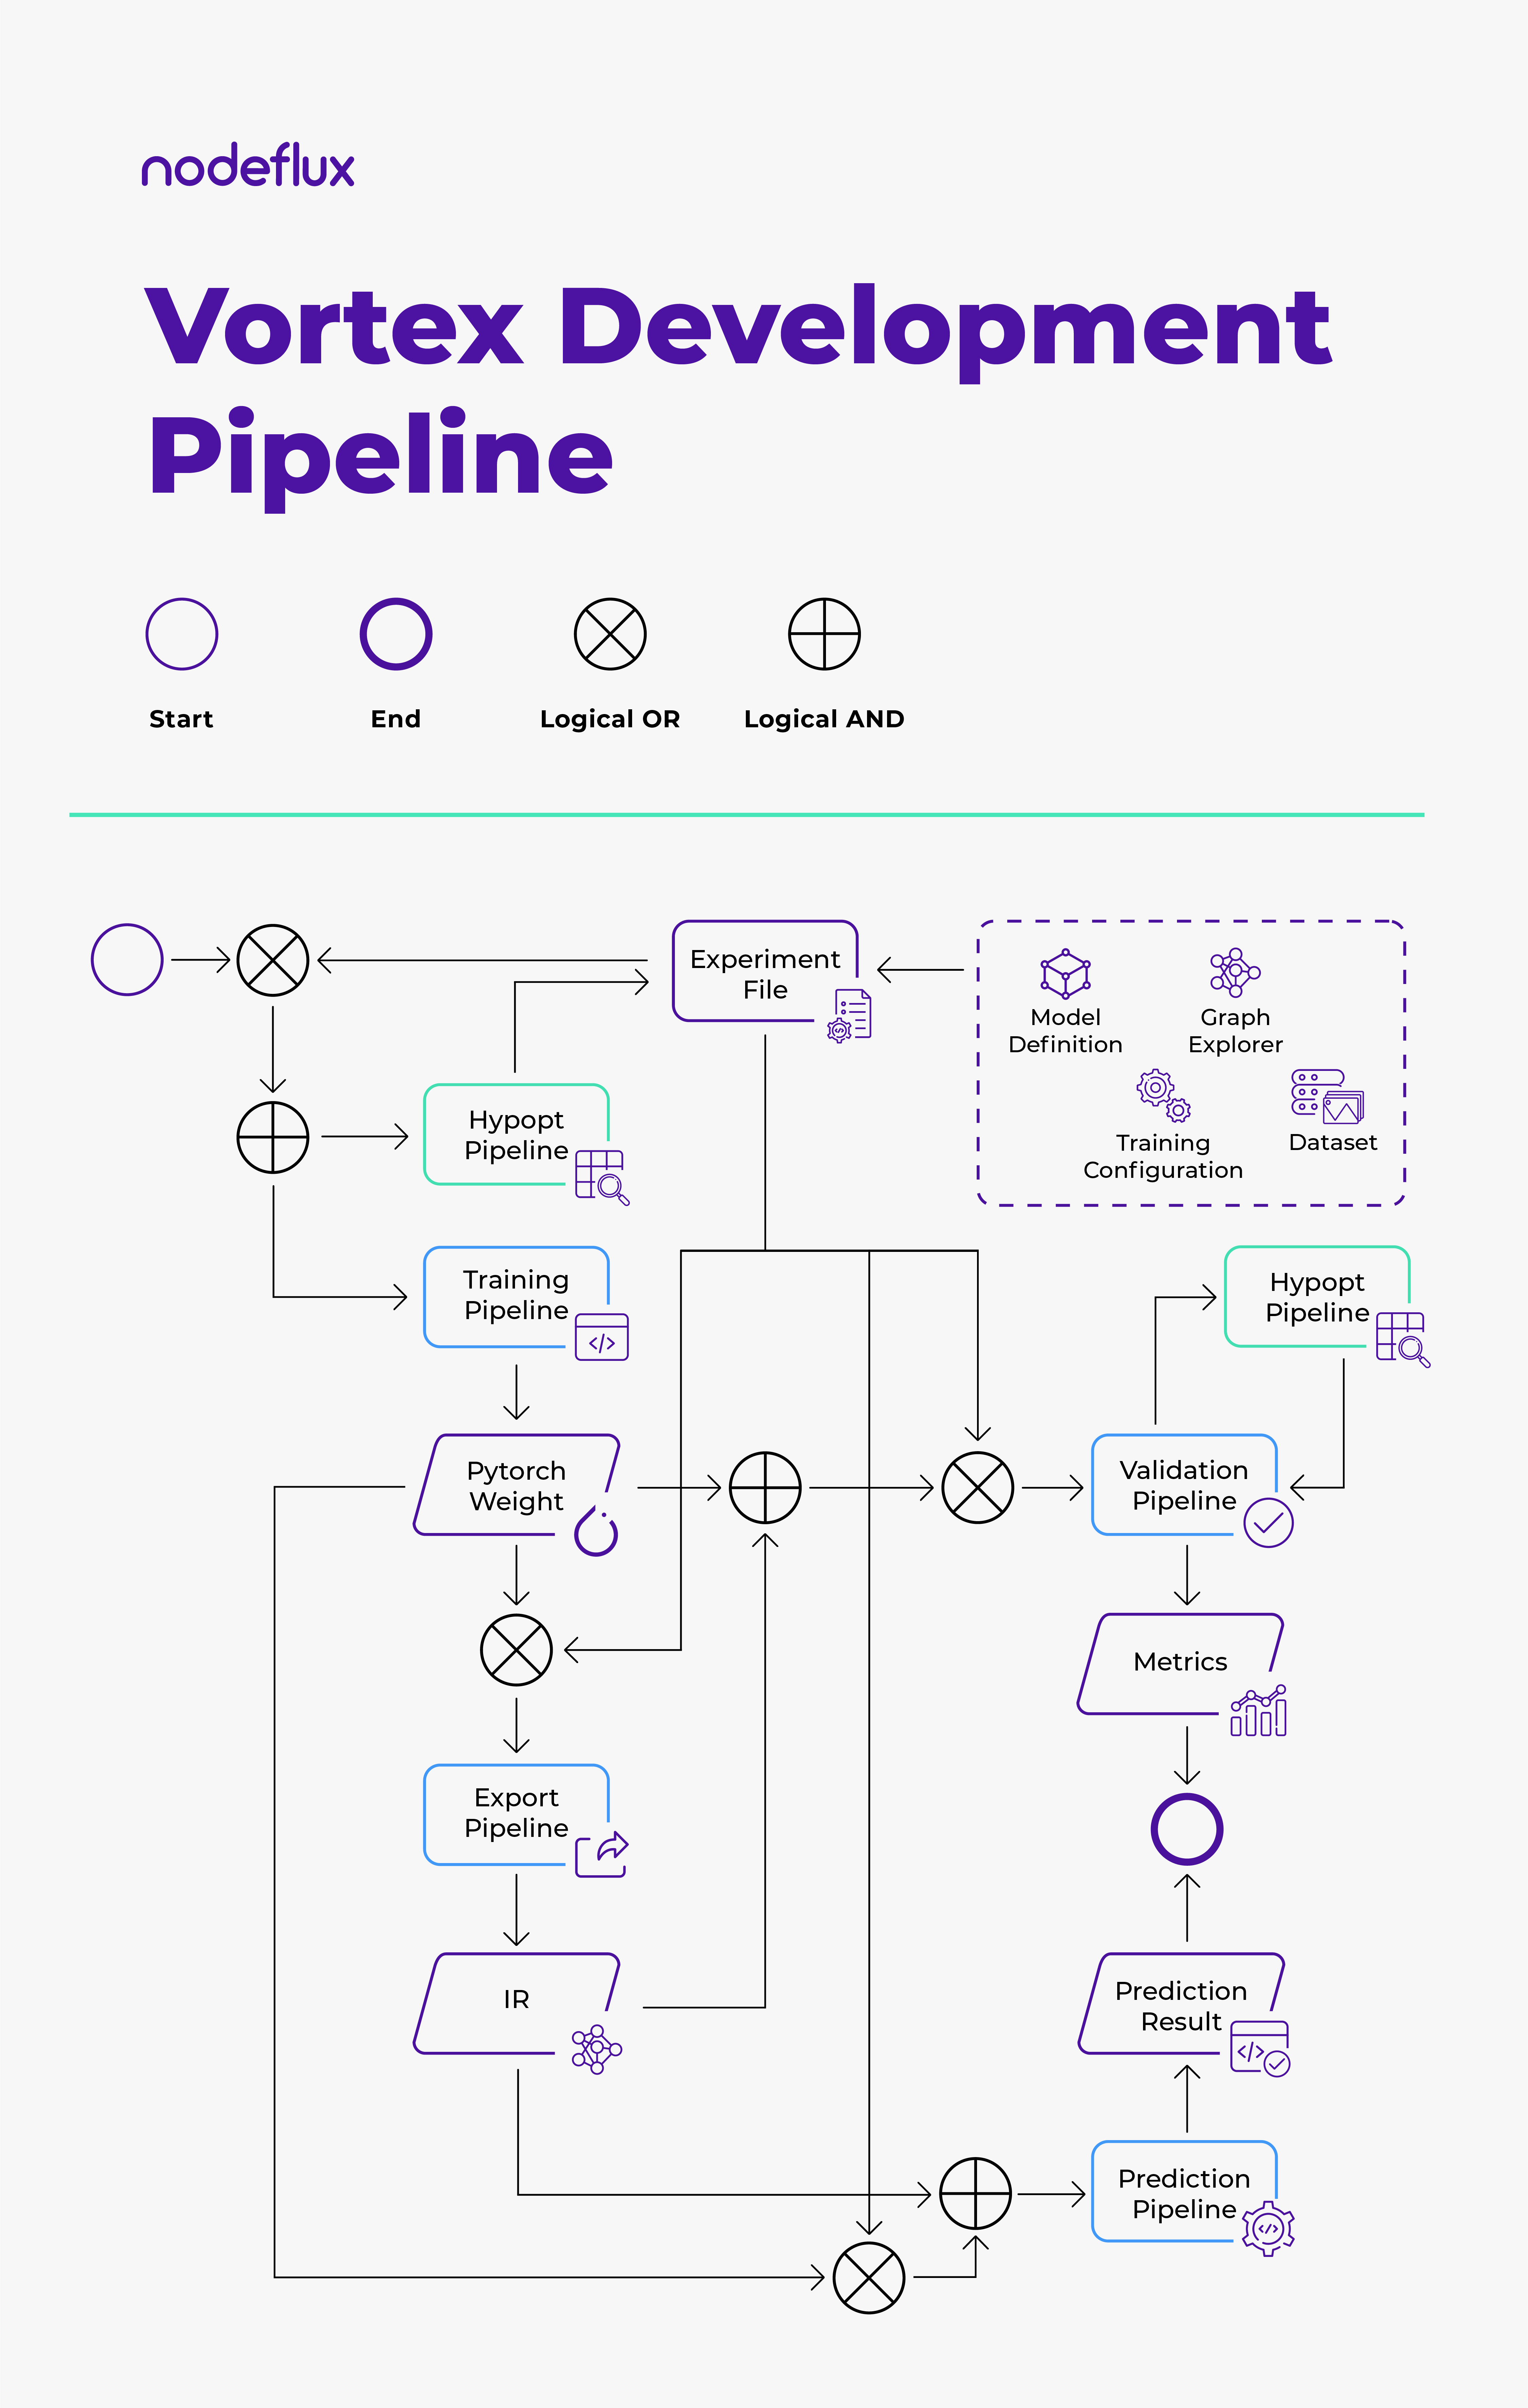 nodeflux
Vortex Development
Pipeline
Start
End
Logical OR
Logical AND
Experiment
File
Model
Definition
Graph
Explorer
Training
Configuration
Dataset
Hypopt
Pipeline
Training
Pipeline
Hypopt
Pipeline
Pytorch
Weight
Validation
Pipeline
Metrics
Export
Pipeline
IR
Prediction
Result
Prediction
Pipeline